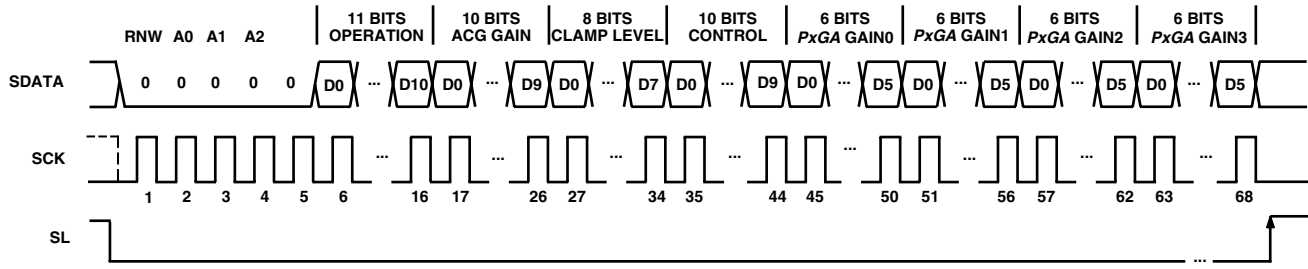 11 BITS OPERATION
10 BITS ACG GAIN
8 BITS CLAMP LEVEL
10 BITS CONTROL
6 BITS PxGA GAIN0
6 BITS PxGA GAIN1
6 BITS PxGA GAIN2
6 BITS PxGA GAIN3
RNW A0 A1 A2
SDATA 0 0 0 0 0 D0 ... D10 D0 ... D9 D0 ... D7 D0 ... D9 D0 ... D5 D0 ... D5 D0 ... D5 D0 ... D5
SCK ... ... ... ... ... ... ... ...
1 2 3 4 5 6 16 17 26 27 34 35 44 45 50 51 56 57 62 63 68
SL ...